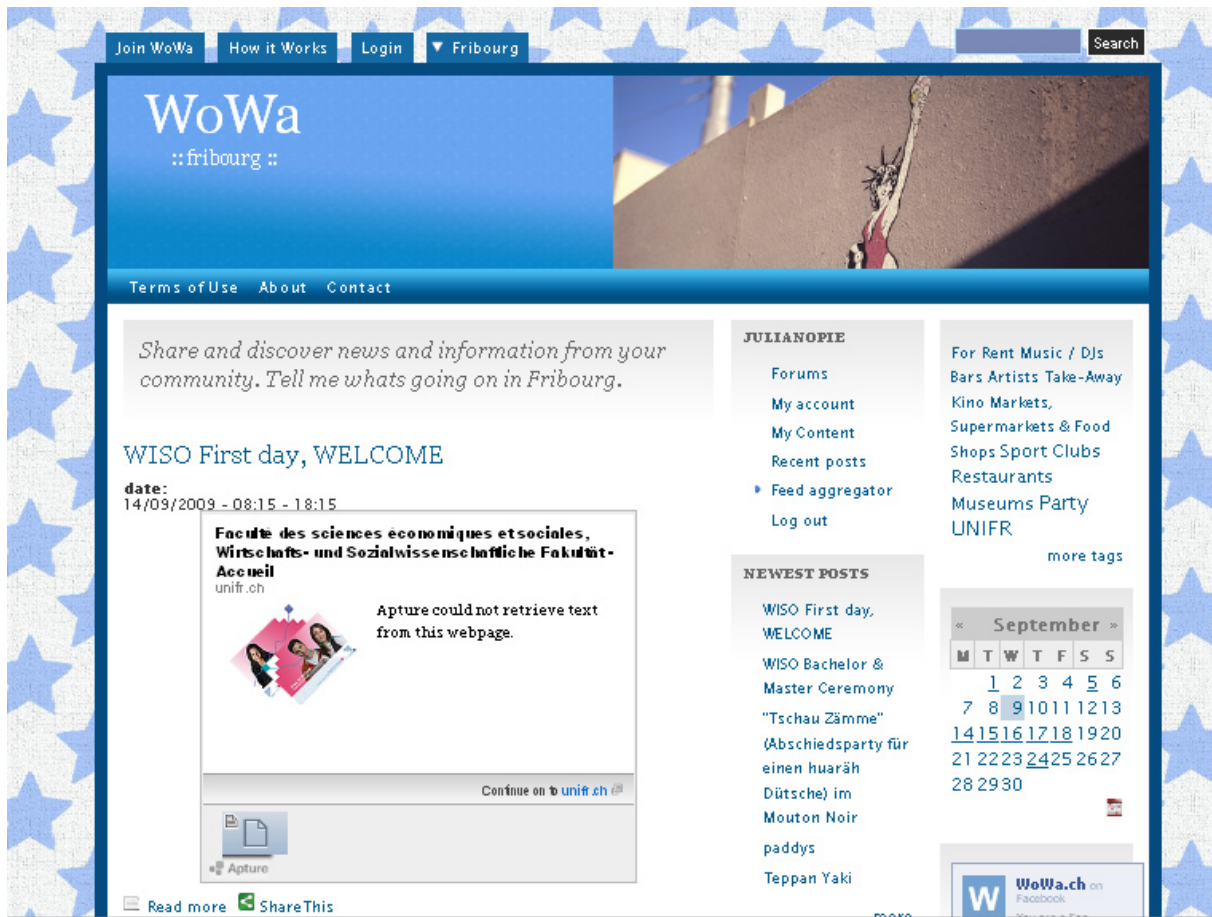 Join WoWa How it Works Login ▼ Fribourg
Search
WoWa
:: fribourg ::
Terms of Use About Contact
Share and discover news and information from your
community. Tell me whats going on in Fribourg.
WISO First day, WELCOME
date:
14/09/2009 - 08:15 - 18:15
Faculté des sciences économiques et sociales,
Wirtschafts- und Sozialwissenschaftliche Fakultät -
Accueil
unifr.ch
Apture could not retrieve text
from this webpage.
Continue on to unifr.ch
Apture
Read more ShareThis
JULIANOPIE
Forums
My account
My Content
Recent posts
Feed aggregator
Log out
NEWEST POSTS
WISO First day,
WELCOME
WISO Bachelor &
Master Ceremony
"Tschau Zämme"
(Abschiedsparty für
einen huaräh
Dütsche) im
Mouton Noir
paddys
Teppan Yaki
more
For Rent Music / DJs
Bars Artists Take-Away
Kino Markets,
Supermarkets & Food
Shops Sport Clubs
Restaurants
Museums Party
UNIFR
more tags
« September »
M T W T F S S
1 2 3 4 5 6
7 8 9 10 11 12 13
14 15 16 17 18 19 20
21 22 23 24 25 26 27
28 29 30
W
WoWa.ch on
Facebook